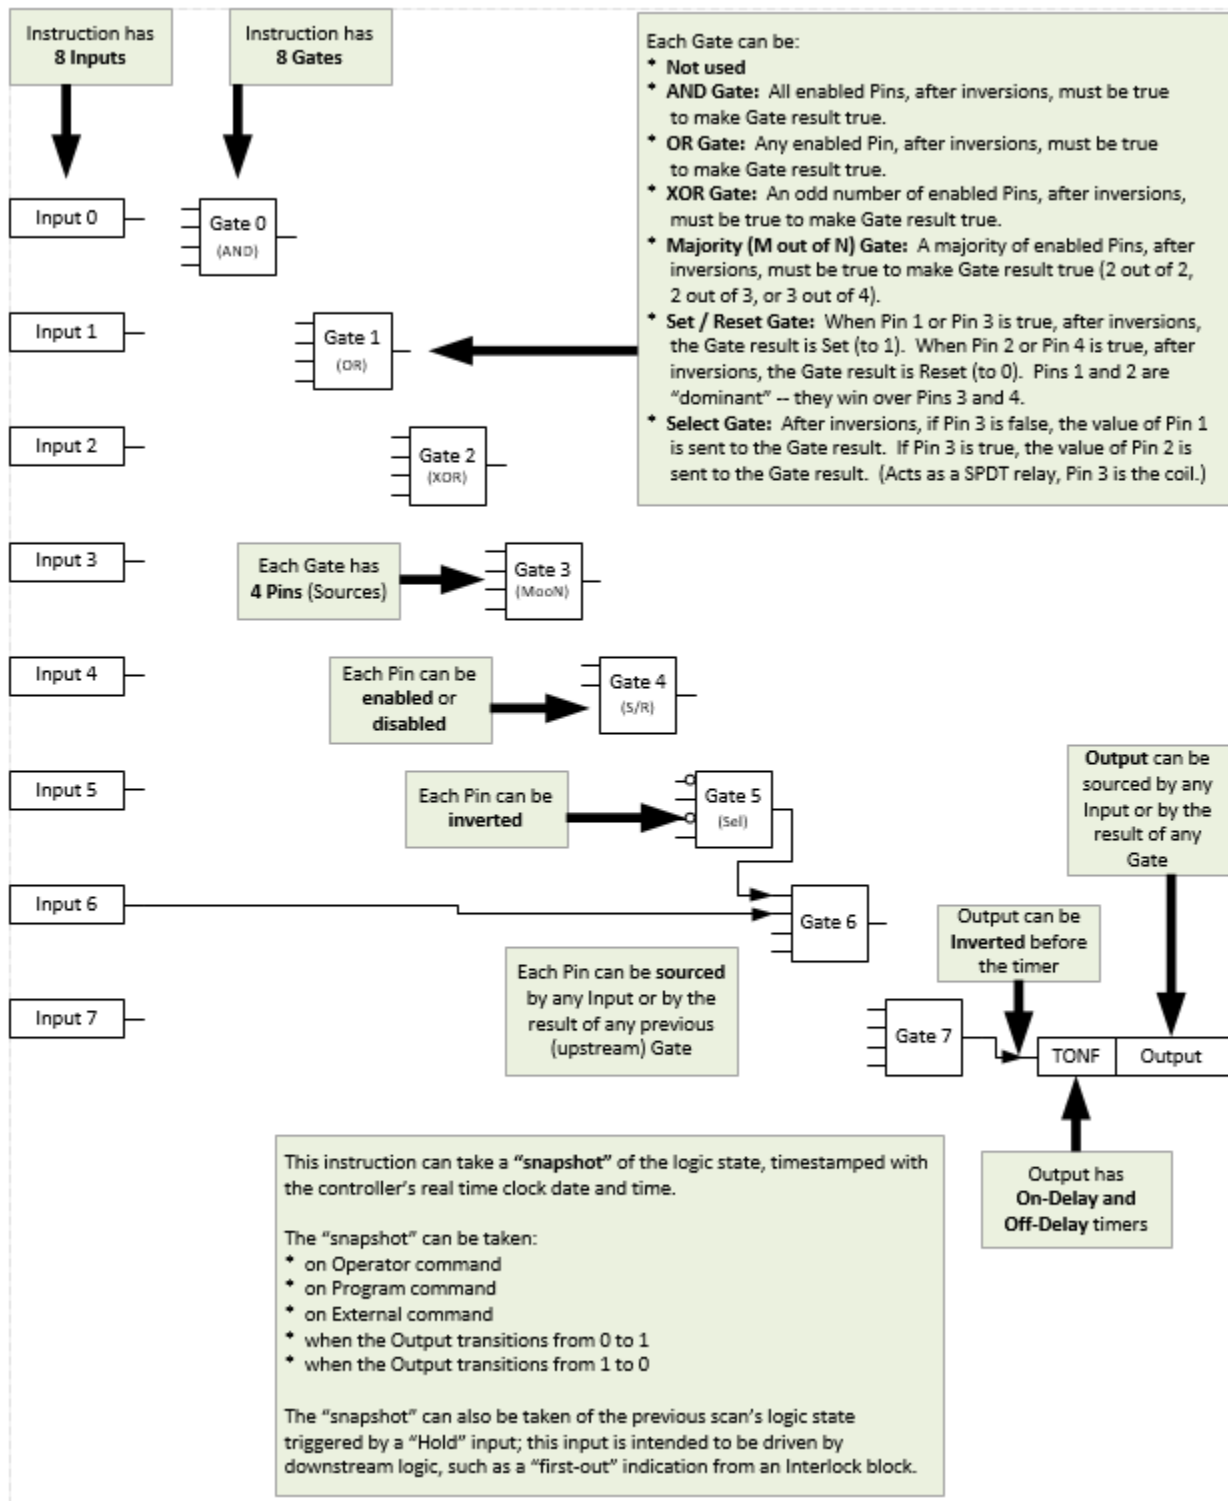 Instruction has
8 Inputs
Instruction has
8 Gates
Each Gate can be:
* Not used
* AND Gate: All enabled Pins, after inversions, must be true
to make Gate result true.
* OR Gate: Any enabled Pin, after inversions, must be true
to make Gate result true.
* XOR Gate: An odd number of enabled Pins, after inversions,
must be true to make Gate result true.
* Majority (M out of N) Gate: A majority of enabled Pins, after
inversions, must be true to make Gate result true (2 out of 2,
2 out of 3, or 3 out of 4).
* Set / Reset Gate: When Pin 1 or Pin 3 is true, after inversions,
the Gate result is Set (to 1). When Pin 2 or Pin 4 is true, after
inversions, the Gate result is Reset (to 0). Pins 1 and 2 are
“dominant” -- they win over Pins 3 and 4.
* Select Gate: After inversions, if Pin 3 is false, the value of Pin 1
is sent to the Gate result. If Pin 3 is true, the value of Pin 2 is
sent to the Gate result. (Acts as a SPDT relay, Pin 3 is the coil.)
Input 0
Gate 0
(AND)
Input 1
Gate 1
(OR)
Input 2
Gate 2
(XOR)
Input 3
Each Gate has
4 Pins (Sources)
Gate 3
(MooN)
Input 4
Each Pin can be
enabled or
disabled
Gate 4
(S/R)
Input 5
Each Pin can be
inverted
Gate 5
(Sel)
Output can be
sourced by any
Input or by the
result of any
Gate
Input 6
Gate 6
Output can be
Inverted before
the timer
Each Pin can be sourced
by any Input or by the
result of any previous
(upstream) Gate
Input 7
Gate 7
TONF
Output
Output has
On-Delay and
Off-Delay timers
This instruction can take a “snapshot” of the logic state, timestamped with
the controller’s real time clock date and time.
The “snapshot” can be taken:
* on Operator command
* on Program command
* on External command
* when the Output transitions from 0 to 1
* when the Output transitions from 1 to 0
The “snapshot” can also be taken of the previous scan’s logic state
triggered by a “Hold” input; this input is intended to be driven by
downstream logic, such as a “first-out” indication from an Interlock block.